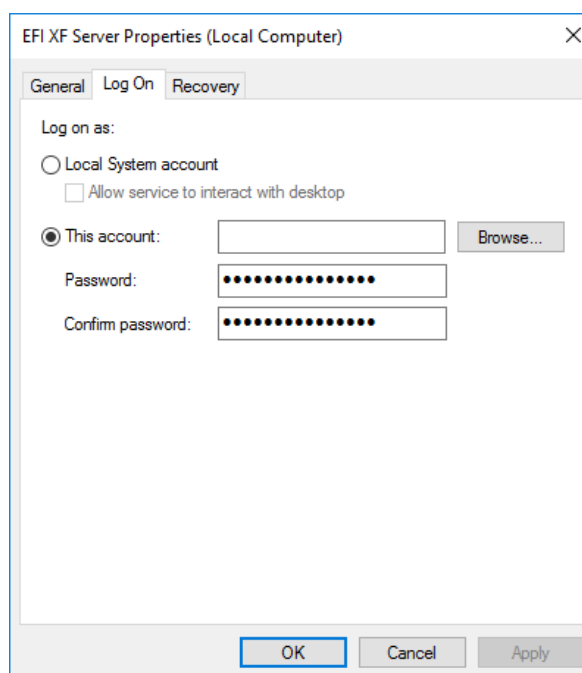 EFI XF Server Properties (Local Computer)
General Log On Recovery
Log on as:
Local System account
Allow service to interact with desktop
This account: Browse...
Password: •••••••••••••••
Confirm password: •••••••••••••••
OK Cancel Apply